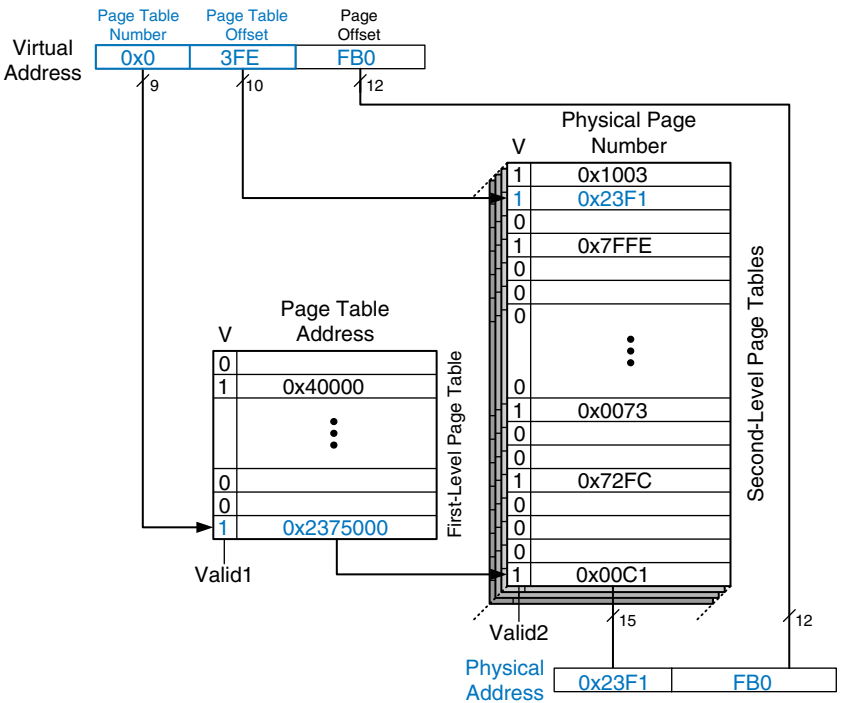 Page Table Number
Page Table Offset
Page Offset
Virtual Address
0x0 3FE FB0
9 10 12
Physical Page Number
V
1 0x1003
1 0x23F1
0
1 0x7FFE
0
0
0
0
1 0x0073
0
0
1 0x72FC
0
0
0
1 0x00C1
Second-Level Page Tables
Page Table Address
V
0
1 0x40000
0
0
1 0x2375000
First-Level Page Table
Valid1
Valid2
15 12
Physical Address
0x23F1 FB0